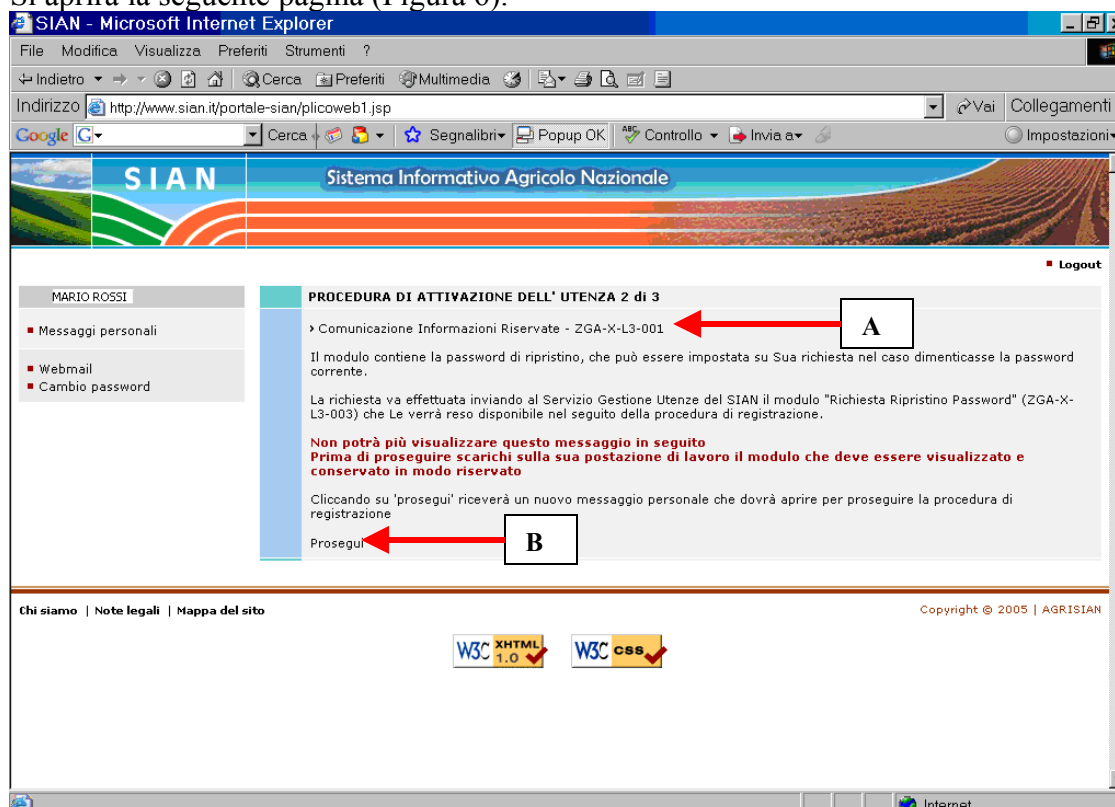 Si aprirà la seguente pagina (Figura 6):
SIAN - Microsoft Internet Explorer
File Modifica Visualizza Preferiti Strumenti ?
Indietro Cerca Preferiti Multimedia
Indirizzo http://www.sian.it/portale-sian/plicoweb1.jsp Vai Collegamenti
Google G Cerca Segnalibri Popup OK ABC Controllo Invia a Impostazioni
SIAN Sistema Informativo Agricolo Nazionale
Logout
MARIO ROSSI
Messaggi personali
Webmail
Cambio password
PROCEDURA DI ATTIVAZIONE DELL' UTENZA 2 di 3
› Comunicazione Informazioni Riservate - ZGA-X-L3-001
A
Il modulo contiene la password di ripristino, che può essere impostata su Sua richiesta nel caso dimenticasse la password
corrente.
La richiesta va effettuata inviando al Servizio Gestione Utenze del SIAN il modulo "Richiesta Ripristino Password" (ZGA-X-
L3-003) che Le verrà reso disponibile nel seguito della procedura di registrazione.
Non potrà più visualizzare questo messaggio in seguito
Prima di proseguire scarichi sulla sua postazione di lavoro il modulo che deve essere visualizzato e
conservato in modo riservato
Cliccando su 'prosegui' riceverà un nuovo messaggio personale che dovrà aprire per proseguire la procedura di
registrazione
Prosegui
B
Chi siamo | Note legali | Mappa del sito
Copyright © 2005 | AGRISIAN
W3C XHTML 1.0
W3C css
Internet